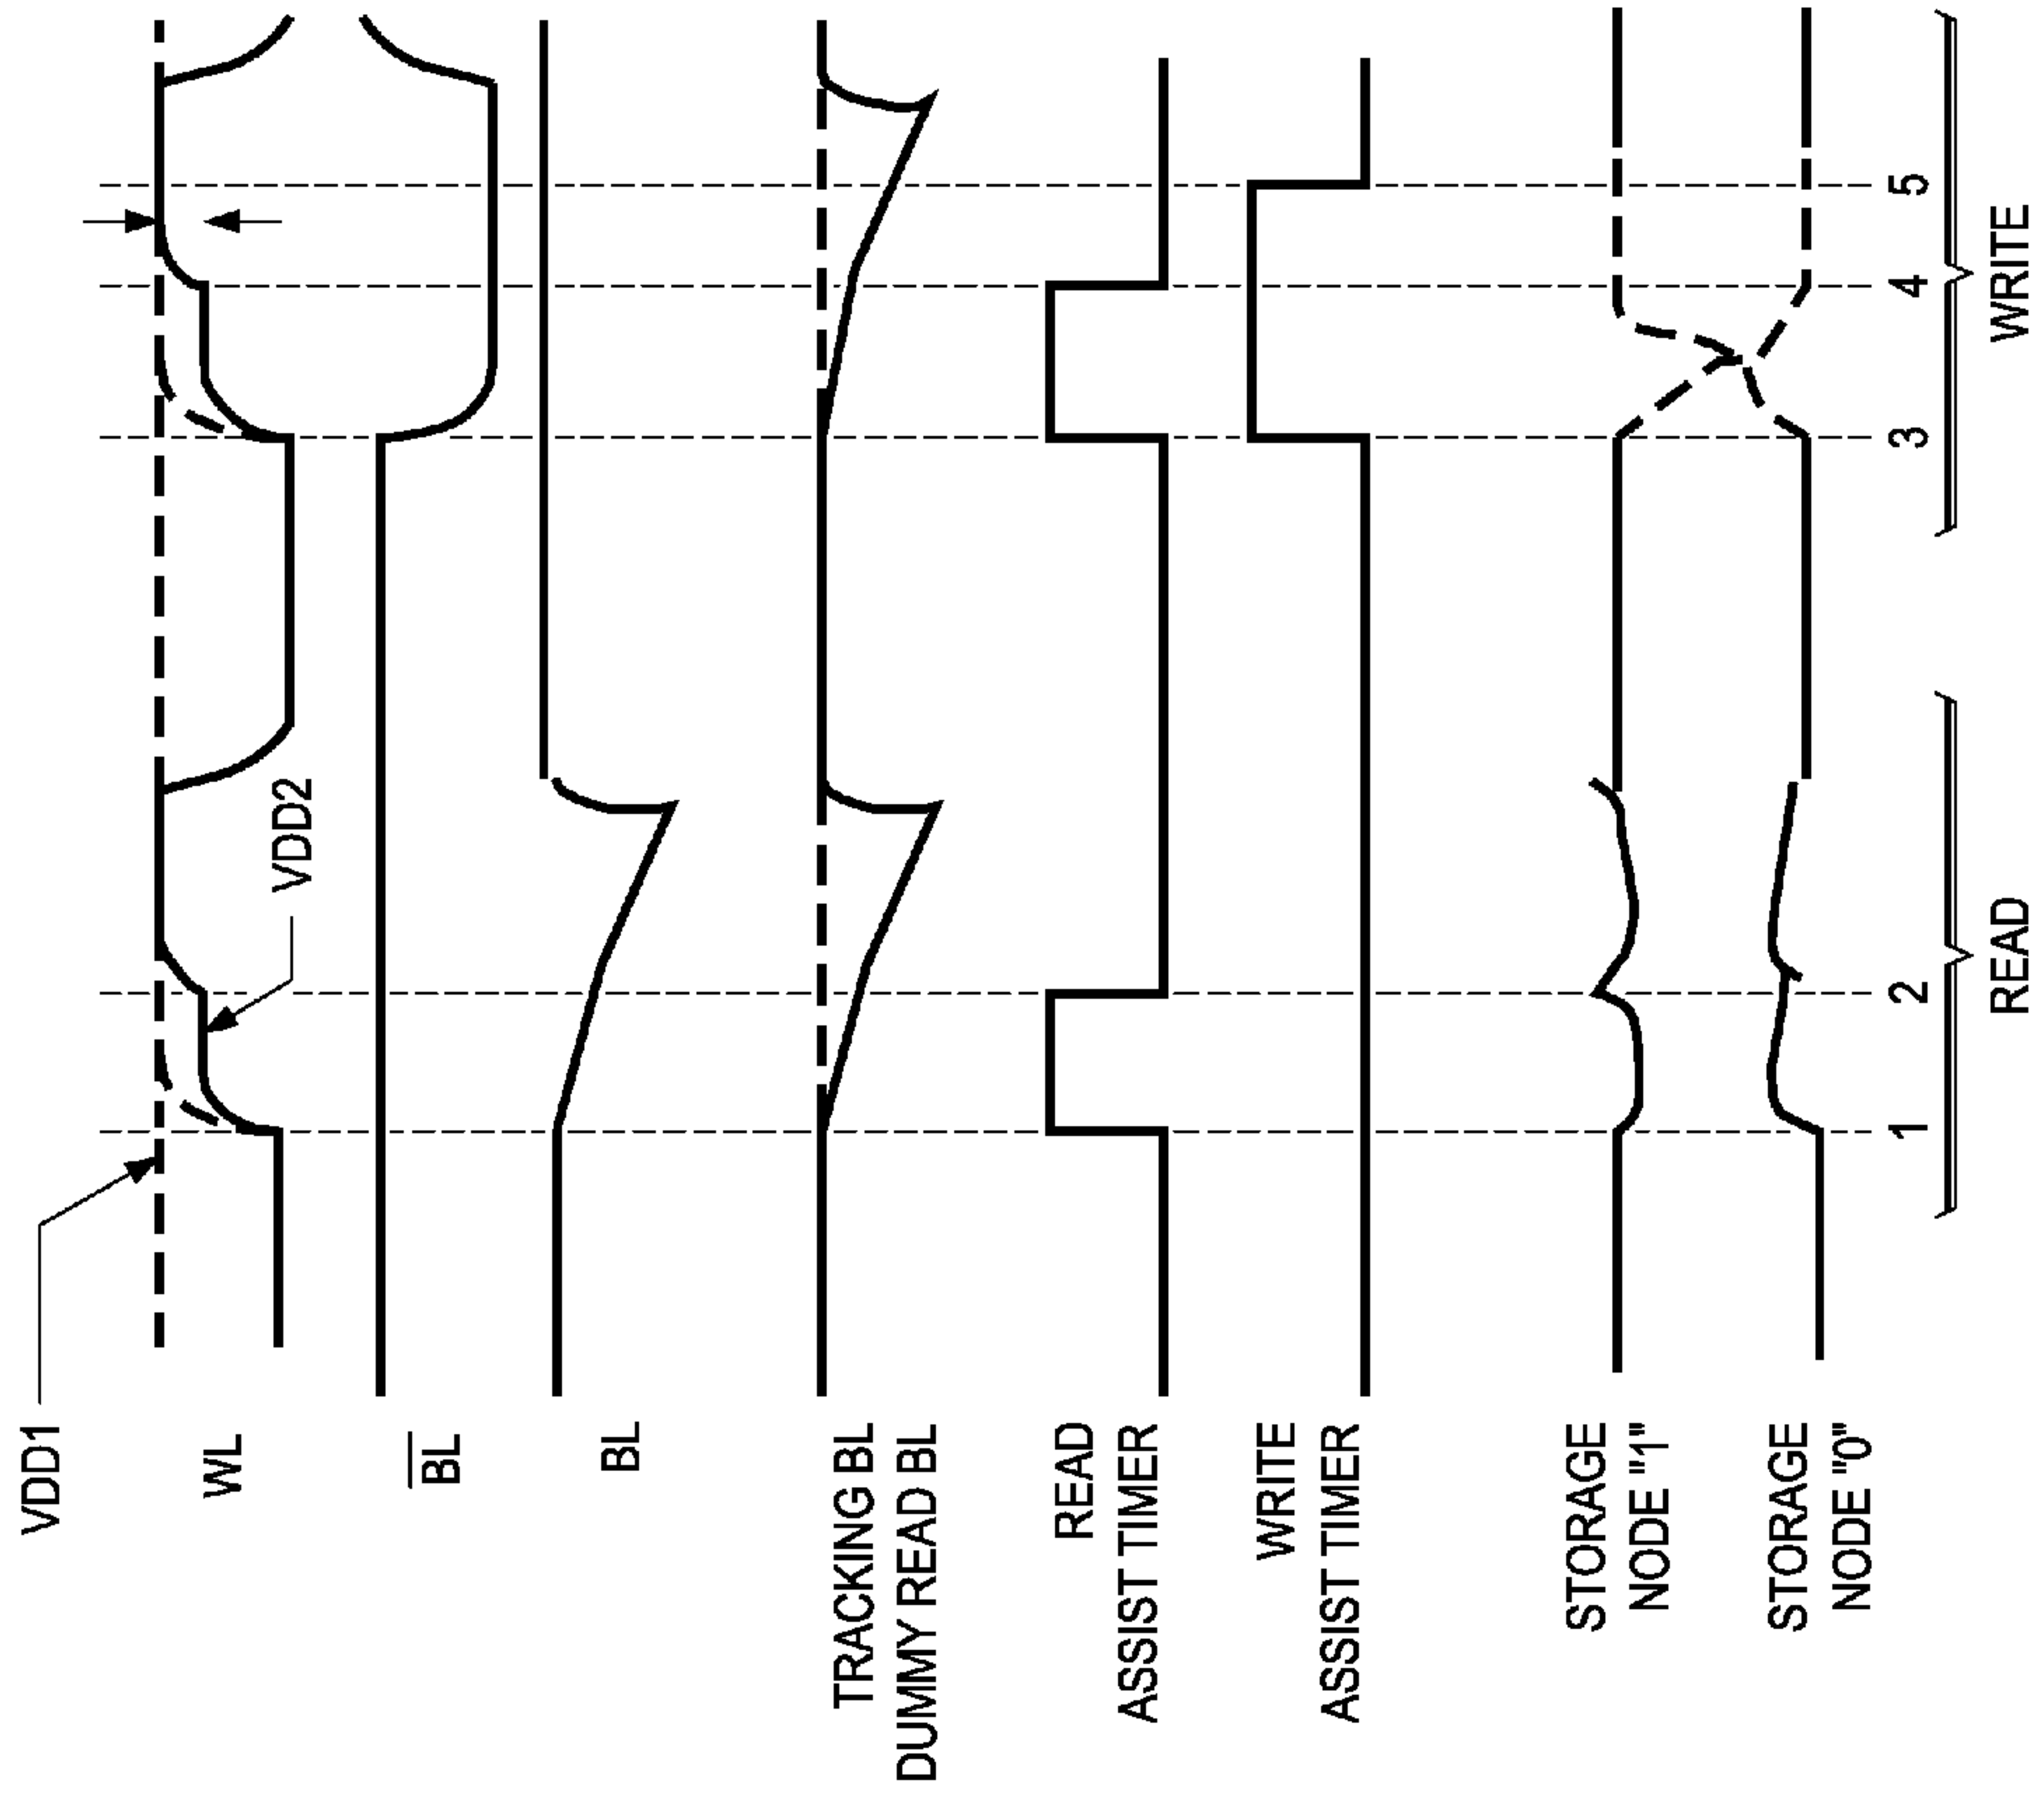 VDD1
WL
VDD2
B̅L̅
BL
TRACKING BL
DUMMY READ BL
READ
ASSIST TIMER
WRITE
ASSIST TIMER
STORAGE
NODE "1"
STORAGE
NODE "0"
1 2 3 4 5
READ WRITE